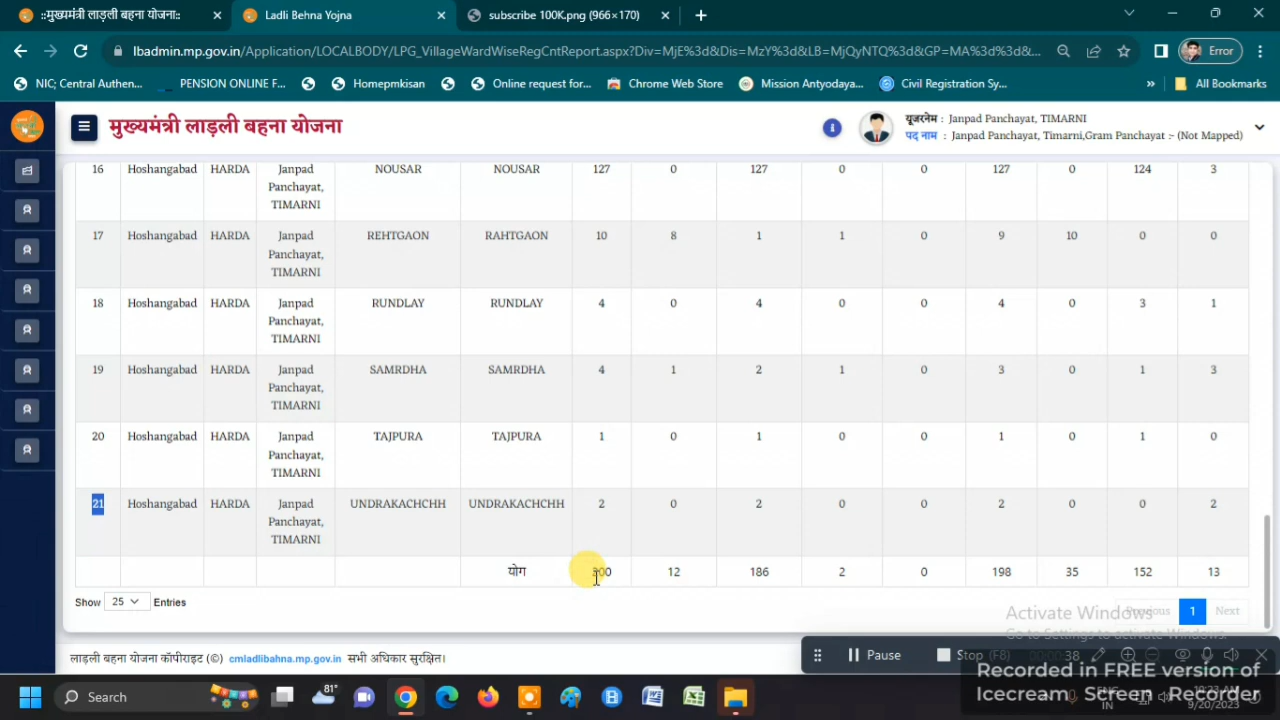 ::मुख्यमंत्री लाड़ली बहना योजना::
Ladli Behna Yojna
subscribe 100K.png (966×170)
lbadmin.mp.gov.in/Application/LOCALBODY/LPG_VillageWardWiseRegCntReport.aspx?Div=MjE%3d&Dis=MzY%3d&LB=MjQyNTQ%3d&GP=MA%3d%3d&...
Error
NIC; Central Authen...
PENSION ONLINE F...
Homepmkisan
Online request for...
Chrome Web Store
Mission Antyodaya...
Civil Registration Sy...
»
All Bookmarks
मुख्यमंत्री लाड़ली बहना योजना
यूजरनेम : Janpad Panchayat, TIMARNI
पद नाम : Janpad Panchayat, Timarni,Gram Panchayat :- (Not Mapped)
16 Hoshangabad HARDA Janpad Panchayat, TIMARNI NOUSAR NOUSAR 127 0 127 0 0 127 0 124 3
17 Hoshangabad HARDA Janpad Panchayat, TIMARNI REHTGAON RAHTGAON 10 8 1 1 0 9 10 0 0
18 Hoshangabad HARDA Janpad Panchayat, TIMARNI RUNDLAY RUNDLAY 4 0 4 0 0 4 0 3 1
19 Hoshangabad HARDA Janpad Panchayat, TIMARNI SAMRDHA SAMRDHA 4 1 2 1 0 3 0 1 3
20 Hoshangabad HARDA Janpad Panchayat, TIMARNI TAJPURA TAJPURA 1 0 1 0 0 1 0 1 0
21 Hoshangabad HARDA Janpad Panchayat, TIMARNI UNDRAKACHCHH UNDRAKACHCHH 2 0 2 0 0 2 0 0 2
योग 200 12 186 2 0 198 35 152 13
Show 25 Entries
Previous 1 Next
Activate Windows
Go to Settings to activate Windows.
लाड़ली बहना योजना कॉपीराइट (©) cmladlibahna.mp.gov.in सभी अधिकार सुरक्षित।
Pause
Stop (F8)
Recorded in FREE version of
Icecream Screen Recorder
Search
81°
ENG
IN
9/20/2023